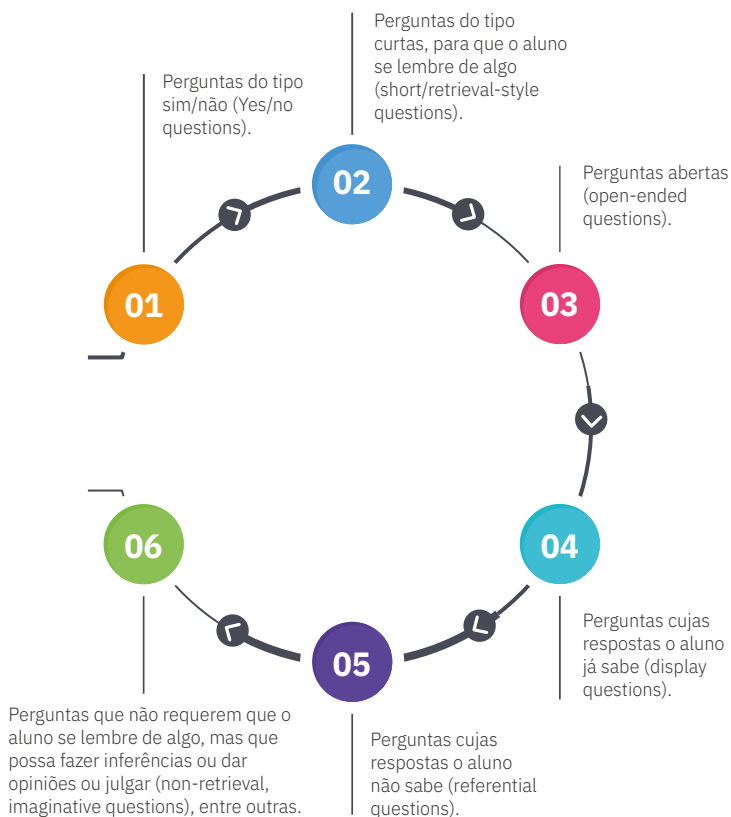 01
Perguntas do tipo
sim/não (Yes/no
questions).
02
Perguntas do tipo
curtas, para que o aluno
se lembre de algo
(short/retrieval-style
questions).
03
Perguntas abertas
(open-ended
questions).
04
Perguntas cujas
respostas o aluno
já sabe (display
questions).
05
Perguntas cujas
respostas o aluno
não sabe (referential
questions).
06
Perguntas que não requerem que o
aluno se lembre de algo, mas que
possa fazer inferências ou dar
opiniões ou julgar (non-retrieval,
imaginative questions), entre outras.